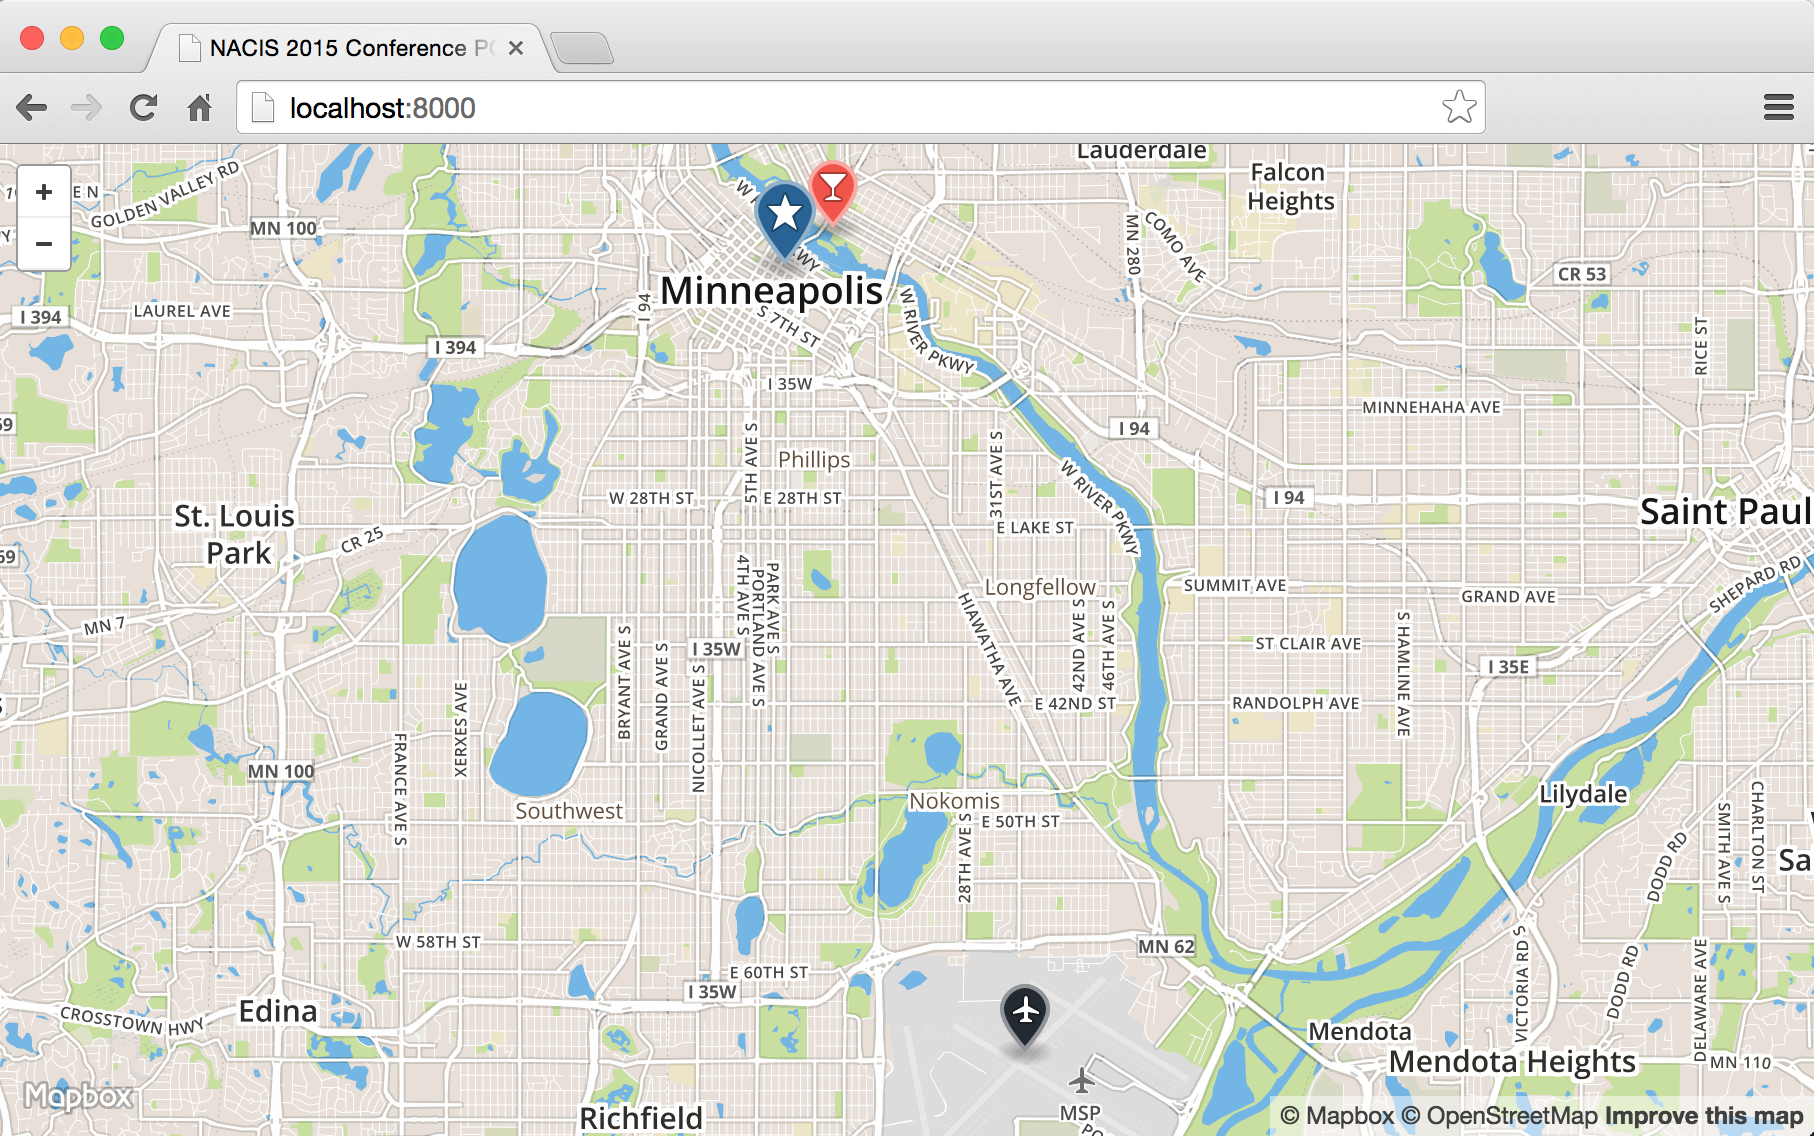 NACIS 2015 Conference
localhost:8000
Lauderdale
Falcon
Heights
GOLDEN VALLEY RD
E N
MN 100
MN 280
COMO AVE
CR 53
+
−
Minneapolis
I 94
I 394
LAUREL AVE
I 394
S 7TH ST
W RIVER PKWY
RICE ST
I 35W
MINNEHAHA AVE
I 94
Phillips
5TH AVE S
31ST AVE S
W RIVER PKWY
W 28TH ST
E 28TH ST
I 94
E LAKE ST
Saint Paul
St. Louis
Park
CR 25
MN 7
4TH AVE S
PORTLAND AVE S
PARK AVE S
Longfellow
SUMMIT AVE
GRAND AVE
SHEPARD RD
HIAWATHA AVE
42ND AVE S
46TH AVE S
ST CLAIR AVE
S HAMLINE AVE
I 35W
I 35E
BRYANT AVE S
GRAND AVE S
NICOLLET AVE S
E 42ND ST
RANDOLPH AVE
XERXES AVE
FRANCE AVE S
MN 100
Southwest
Nokomis
E 50TH ST
28TH AVE S
Lilydale
SMITH AVE S
CHARLTON ST
DODD RD
Sa
W 58TH ST
MN 62
E 60TH ST
I 35W
VICTORIA RD S
DODD RD
DELAWARE AVE
CROSSTOWN HWY
Edina
Mendota
Mendota Heights
MN 110
Mapbox
Richfield
MSP
© Mapbox © OpenStreetMap Improve this map